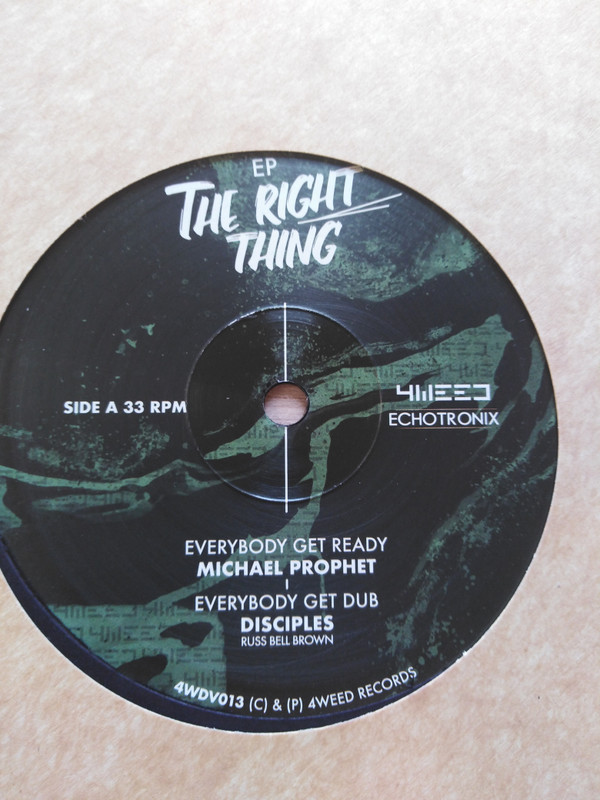 EP
THE RIGHT
THING
SIDE A 33 RPM
4WEED
ECHOTRONIX
EVERYBODY GET READY
MICHAEL PROPHET
EVERYBODY GET DUB
DISCIPLES
RUSS BELL BROWN
4WDV013 (C) & (P) 4WEED RECORDS